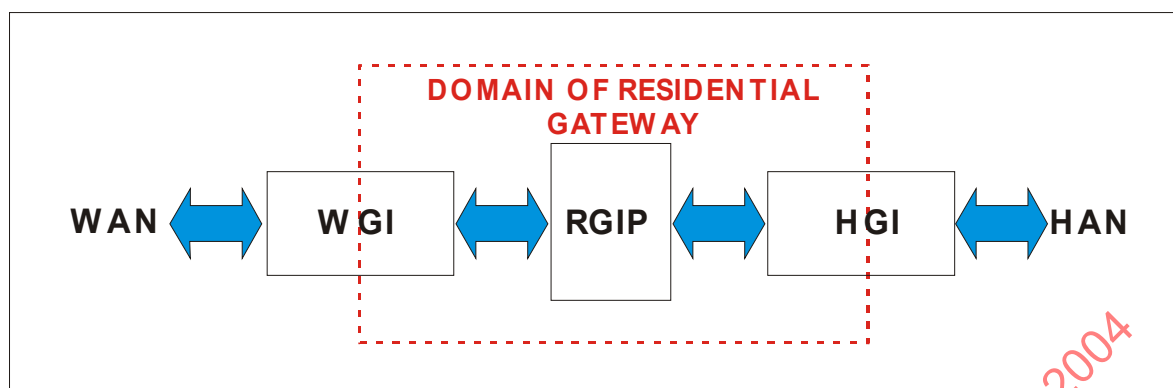 DOMAIN OF RESIDENTIAL
GATEWAY
WAN WGI RGIP HGI HAN
2004